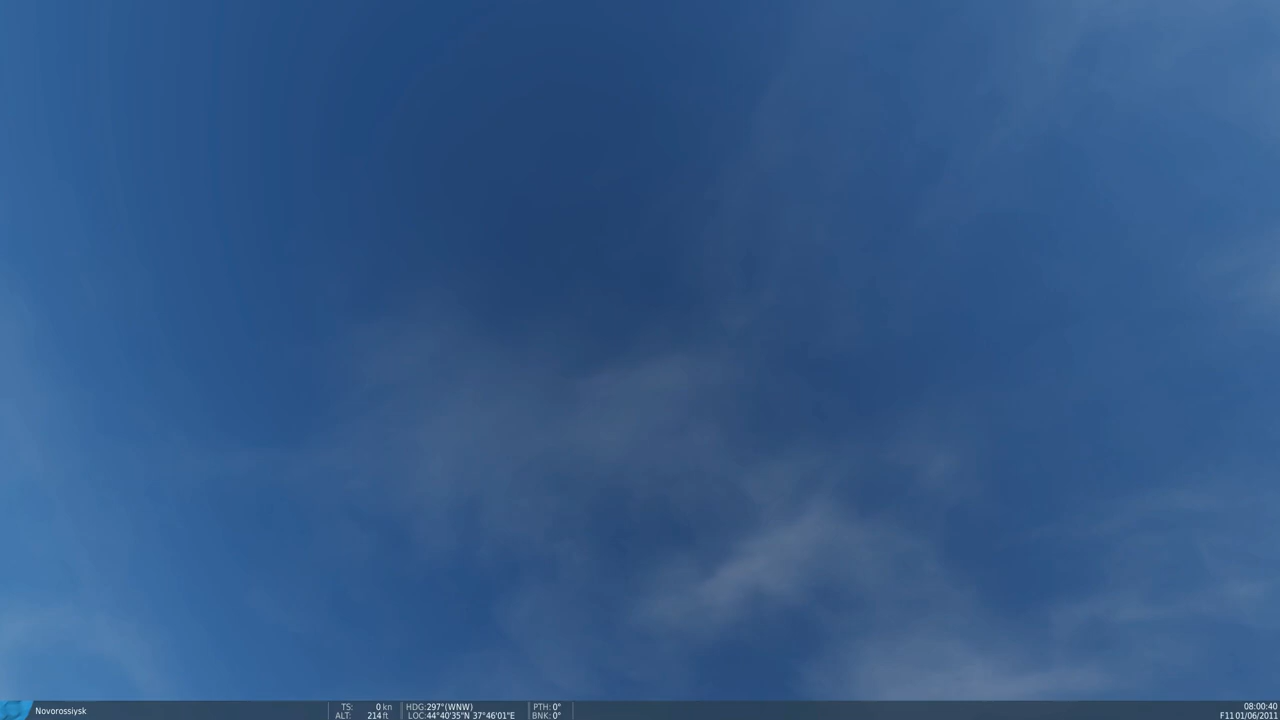 Novorossiysk
TS: 0 kn
ALT: 214 ft
HDG: 297°(WNW)
LOC: 44°40'35"N 37°46'01"E
PTH: 0°
BNK: 0°
08:00:40
F11 01/06/2011